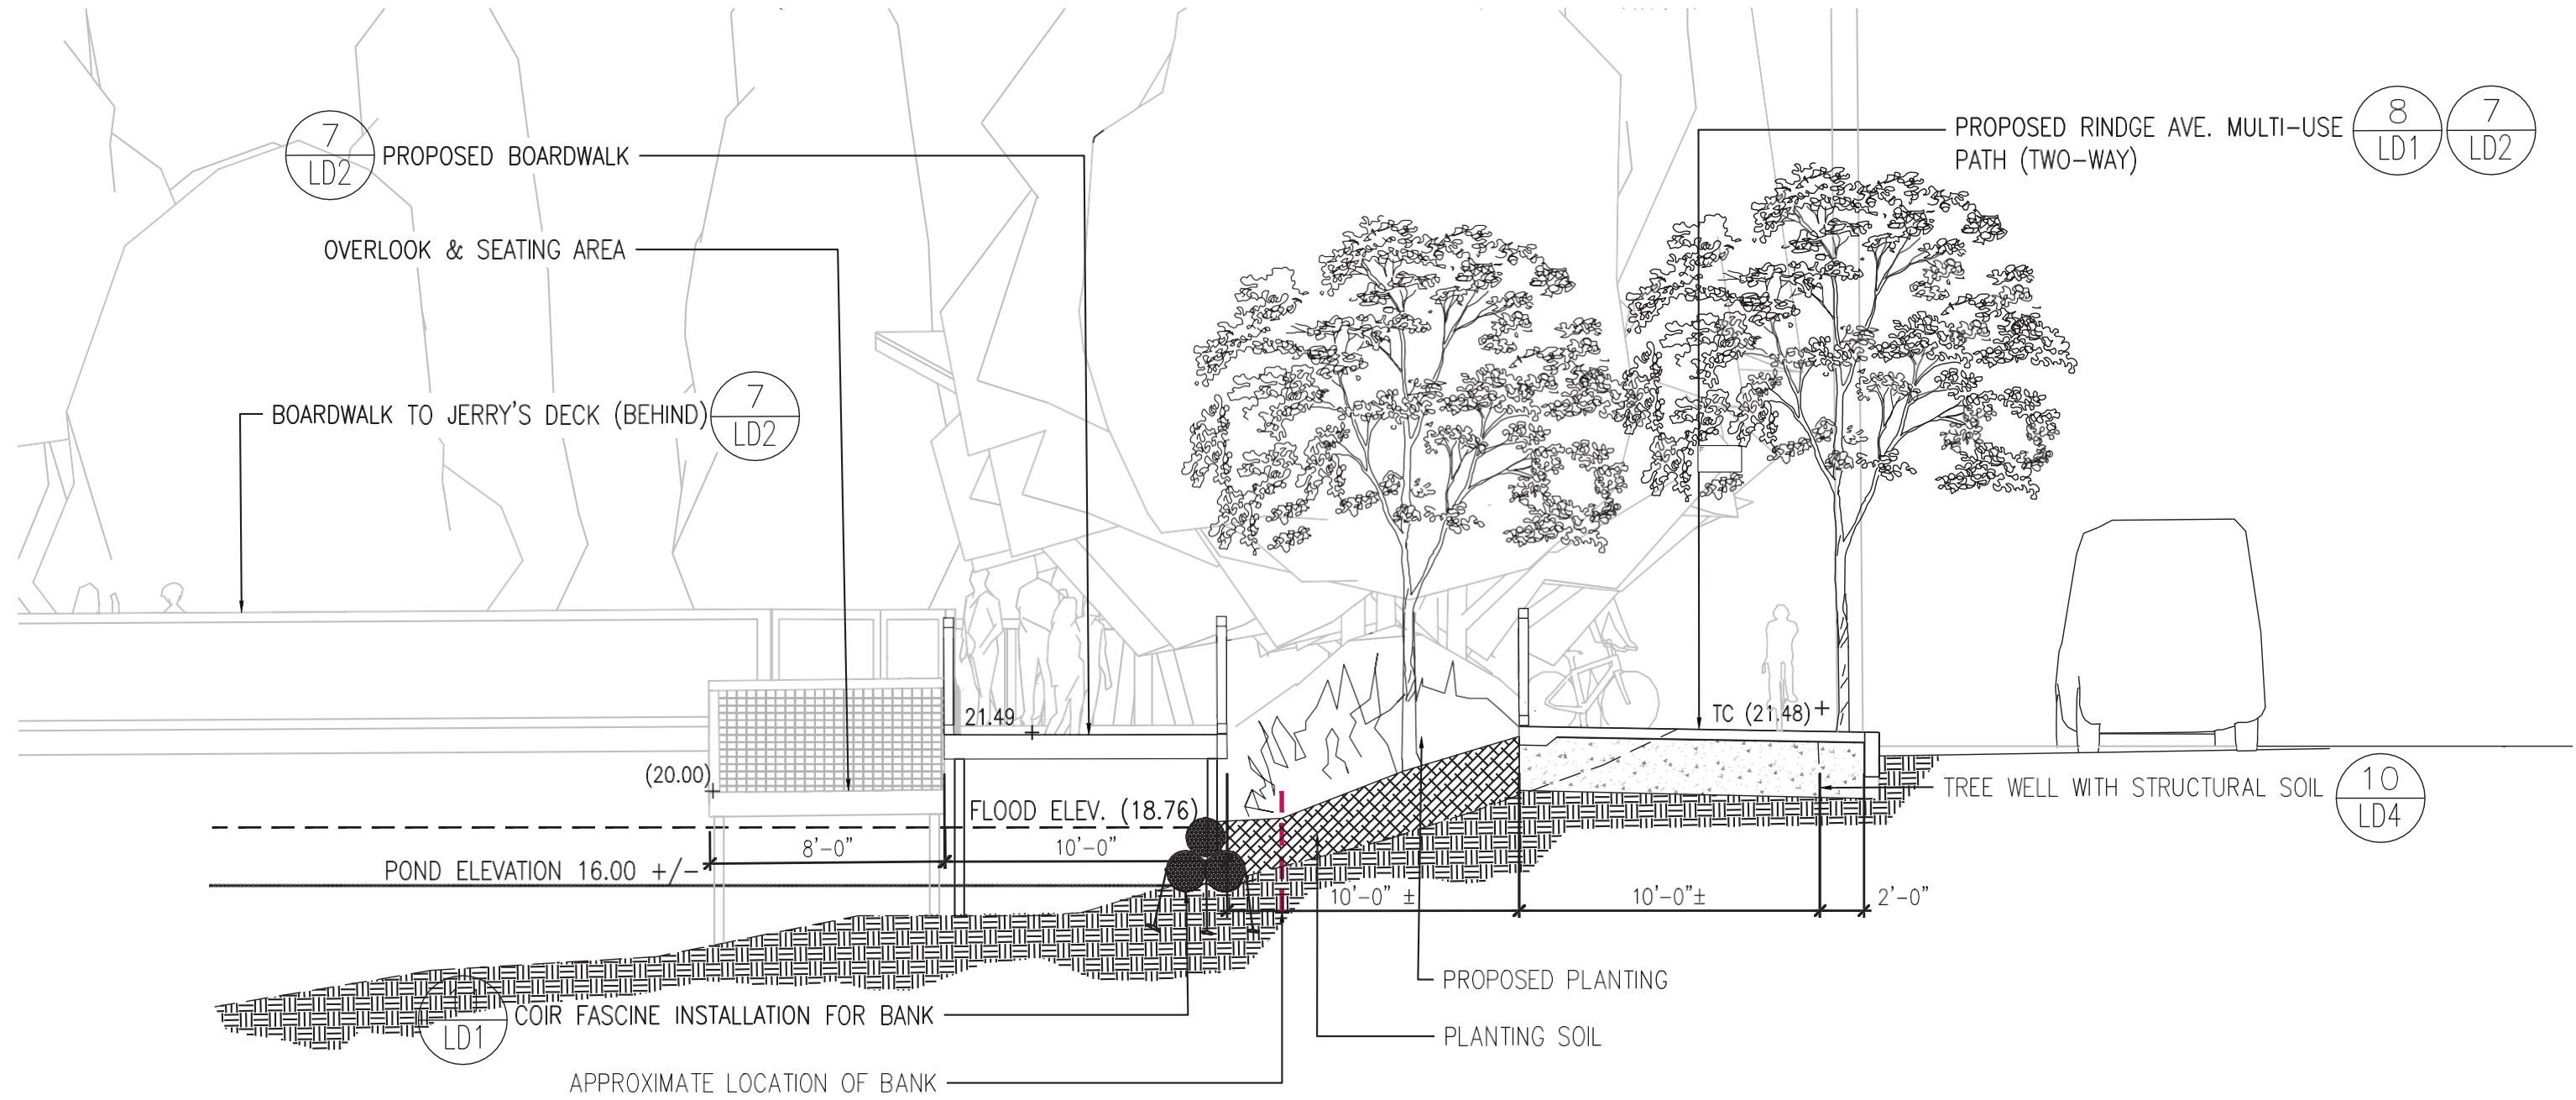 8
LD1
7
LD2
PROPOSED RINDGE AVE. MULTI-USE
PATH (TWO-WAY)
7
LD2
PROPOSED BOARDWALK
OVERLOOK & SEATING AREA
BOARDWALK TO JERRY'S DECK (BEHIND)
7
LD2
21.49
TC (21.48)
(20.00)
FLOOD ELEV. (18.76)
TREE WELL WITH STRUCTURAL SOIL
10
LD4
8'-0"
10'-0"
POND ELEVATION 16.00 +/-
10'-0" ±
10'-0"±
2'-0"
PROPOSED PLANTING
COIR FASCINE INSTALLATION FOR BANK
LD1
PLANTING SOIL
APPROXIMATE LOCATION OF BANK